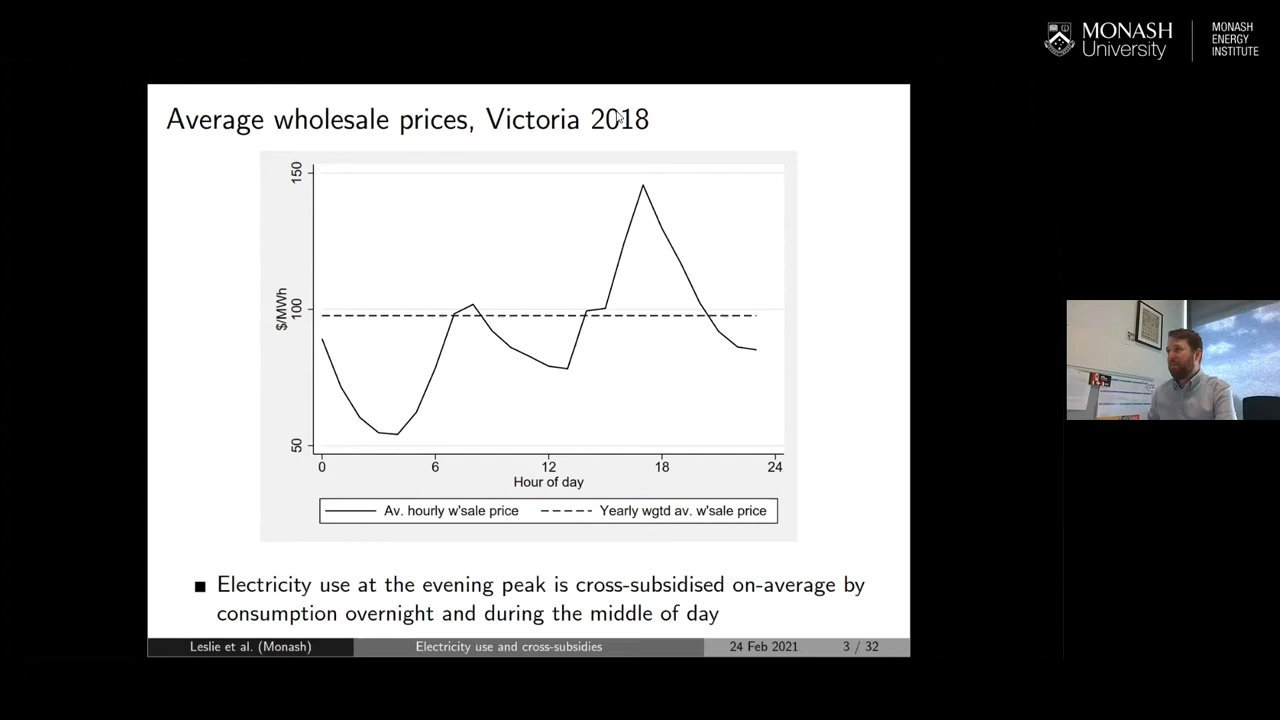 MONASH University
MONASH ENERGY INSTITUTE
Average wholesale prices, Victoria 2018
150
100
50
$/MWh
0 6 12 18 24
Hour of day
Av. hourly w'sale price Yearly wgtd av. w'sale price
Electricity use at the evening peak is cross-subsidised on-average by
consumption overnight and during the middle of day
Leslie et al. (Monash) Electricity use and cross-subsidies 24 Feb 2021 3 / 32